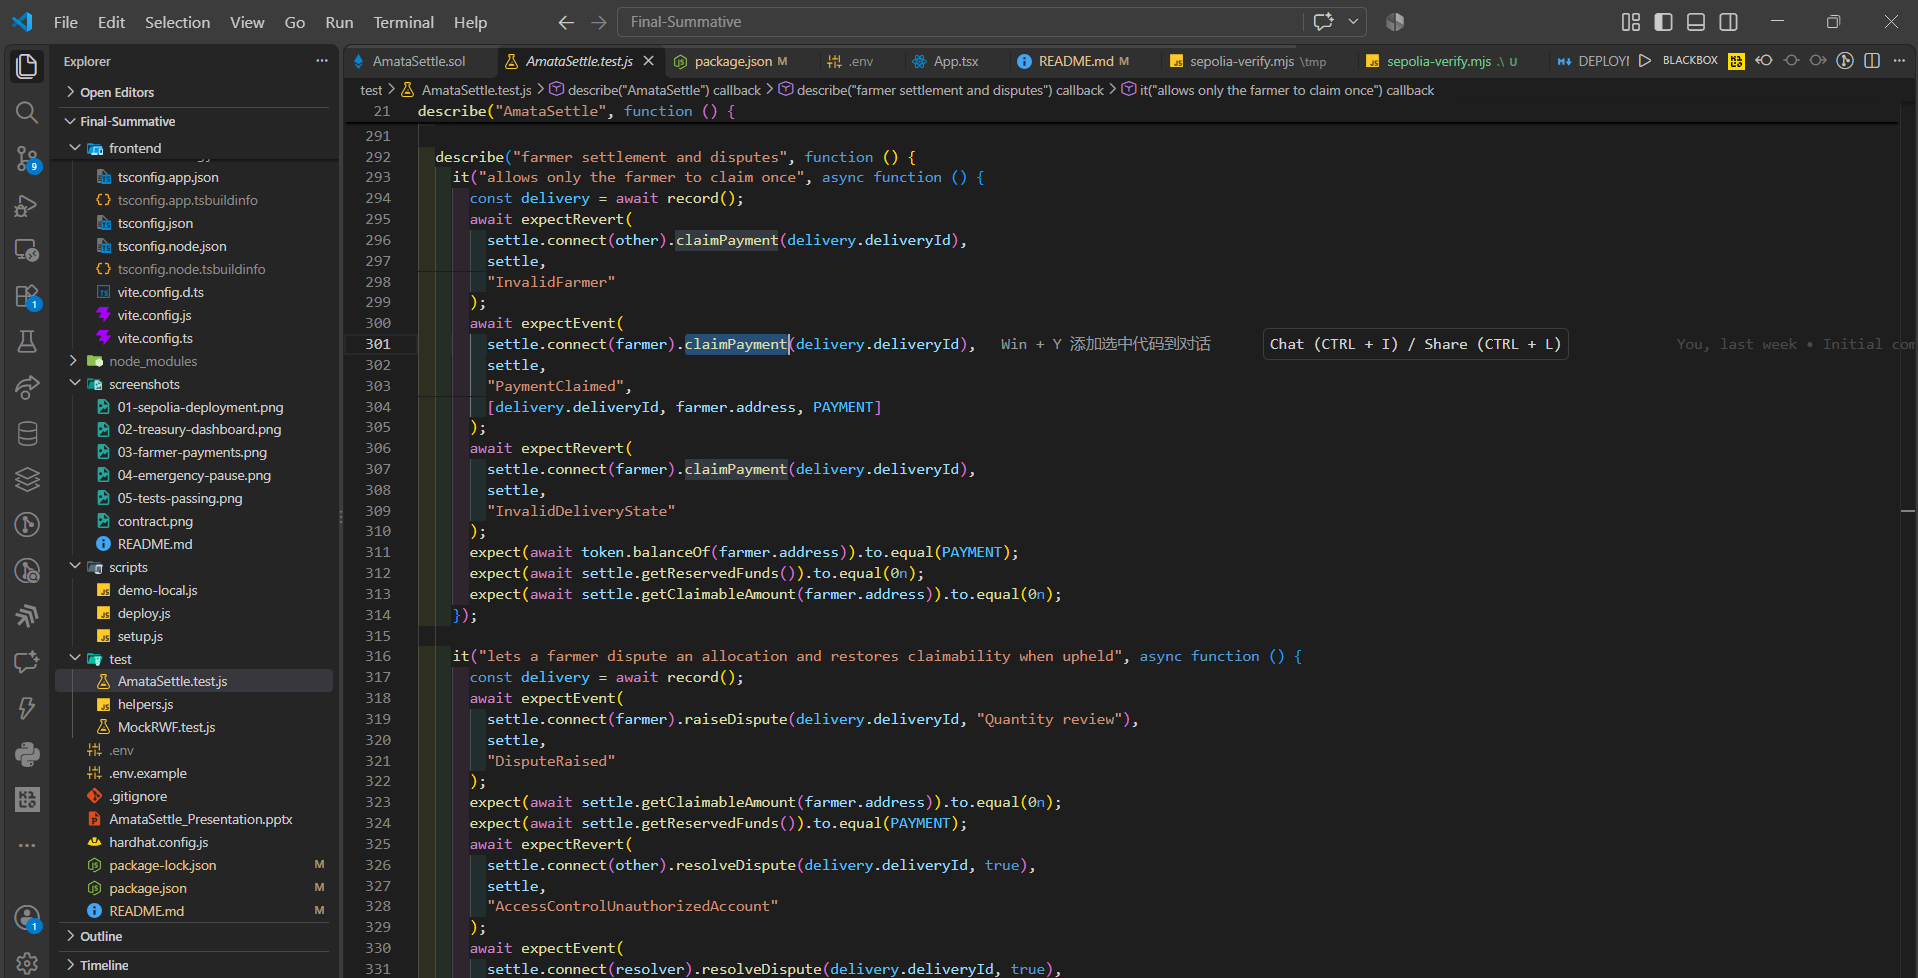 File Edit Selection View Go Run Terminal Help
Final-Summative
Explorer
Open Editors
Final-Summative
frontend
tsconfig.app.json
tsconfig.app.tsbuildinfo
tsconfig.json
tsconfig.node.json
tsconfig.node.tsbuildinfo
vite.config.d.ts
vite.config.js
vite.config.ts
node_modules
screenshots
01-sepolia-deployment.png
02-treasury-dashboard.png
03-farmer-payments.png
04-emergency-pause.png
05-tests-passing.png
contract.png
README.md
scripts
demo-local.js
deploy.js
setup.js
test
AmataSettle.test.js
helpers.js
MockRWF.test.js
.env
.env.example
.gitignore
AmataSettle_Presentation.pptx
hardhat.config.js
package-lock.json M
package.json M
README.md M
Outline
Timeline
9
1
1
AmataSettle.sol AmataSettle.test.js package.json M .env App.tsx README.md M sepolia-verify.mjs \tmp sepolia-verify.mjs .\ U DEPLOY BLACKBOX
test > AmataSettle.test.js > describe("AmataSettle") callback > describe("farmer settlement and disputes") callback > it("allows only the farmer to claim once") callback
21 describe("AmataSettle", function () {
291
292 describe("farmer settlement and disputes", function () {
293 it("allows only the farmer to claim once", async function () {
294 const delivery = await record();
295 await expectRevert(
296 settle.connect(other).claimPayment(delivery.deliveryId),
297 settle,
298 "InvalidFarmer"
299 );
300 await expectEvent(
301 settle.connect(farmer).claimPayment(delivery.deliveryId), Win + Y 添加选中代码到对话 Chat (CTRL + I) / Share (CTRL + L) You, last week • Initial com
302 settle,
303 "PaymentClaimed",
304 [delivery.deliveryId, farmer.address, PAYMENT]
305 );
306 await expectRevert(
307 settle.connect(farmer).claimPayment(delivery.deliveryId),
308 settle,
309 "InvalidDeliveryState"
310 );
311 expect(await token.balanceOf(farmer.address)).to.equal(PAYMENT);
312 expect(await settle.getReservedFunds()).to.equal(0n);
313 expect(await settle.getClaimableAmount(farmer.address)).to.equal(0n);
314 });
315
316 it("lets a farmer dispute an allocation and restores claimability when upheld", async function () {
317 const delivery = await record();
318 await expectEvent(
319 settle.connect(farmer).raiseDispute(delivery.deliveryId, "Quantity review"),
320 settle,
321 "DisputeRaised"
322 );
323 expect(await settle.getClaimableAmount(farmer.address)).to.equal(0n);
324 expect(await settle.getReservedFunds()).to.equal(PAYMENT);
325 await expectRevert(
326 settle.connect(other).resolveDispute(delivery.deliveryId, true),
327 settle,
328 "AccessControlUnauthorizedAccount"
329 );
330 await expectEvent(
331 settle.connect(resolver).resolveDispute(delivery.deliveryId, true),